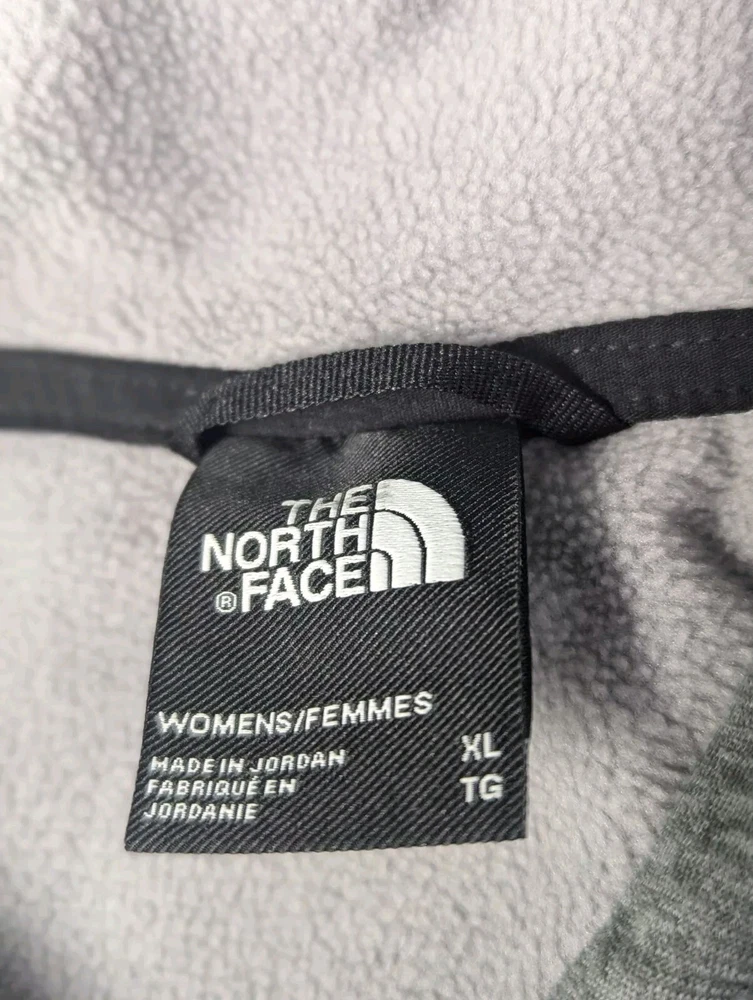 THE
NORTH
® FACE
WOMENS/FEMMES
MADE IN JORDAN
FABRIQUÉ EN
JORDANIE
XL
TG